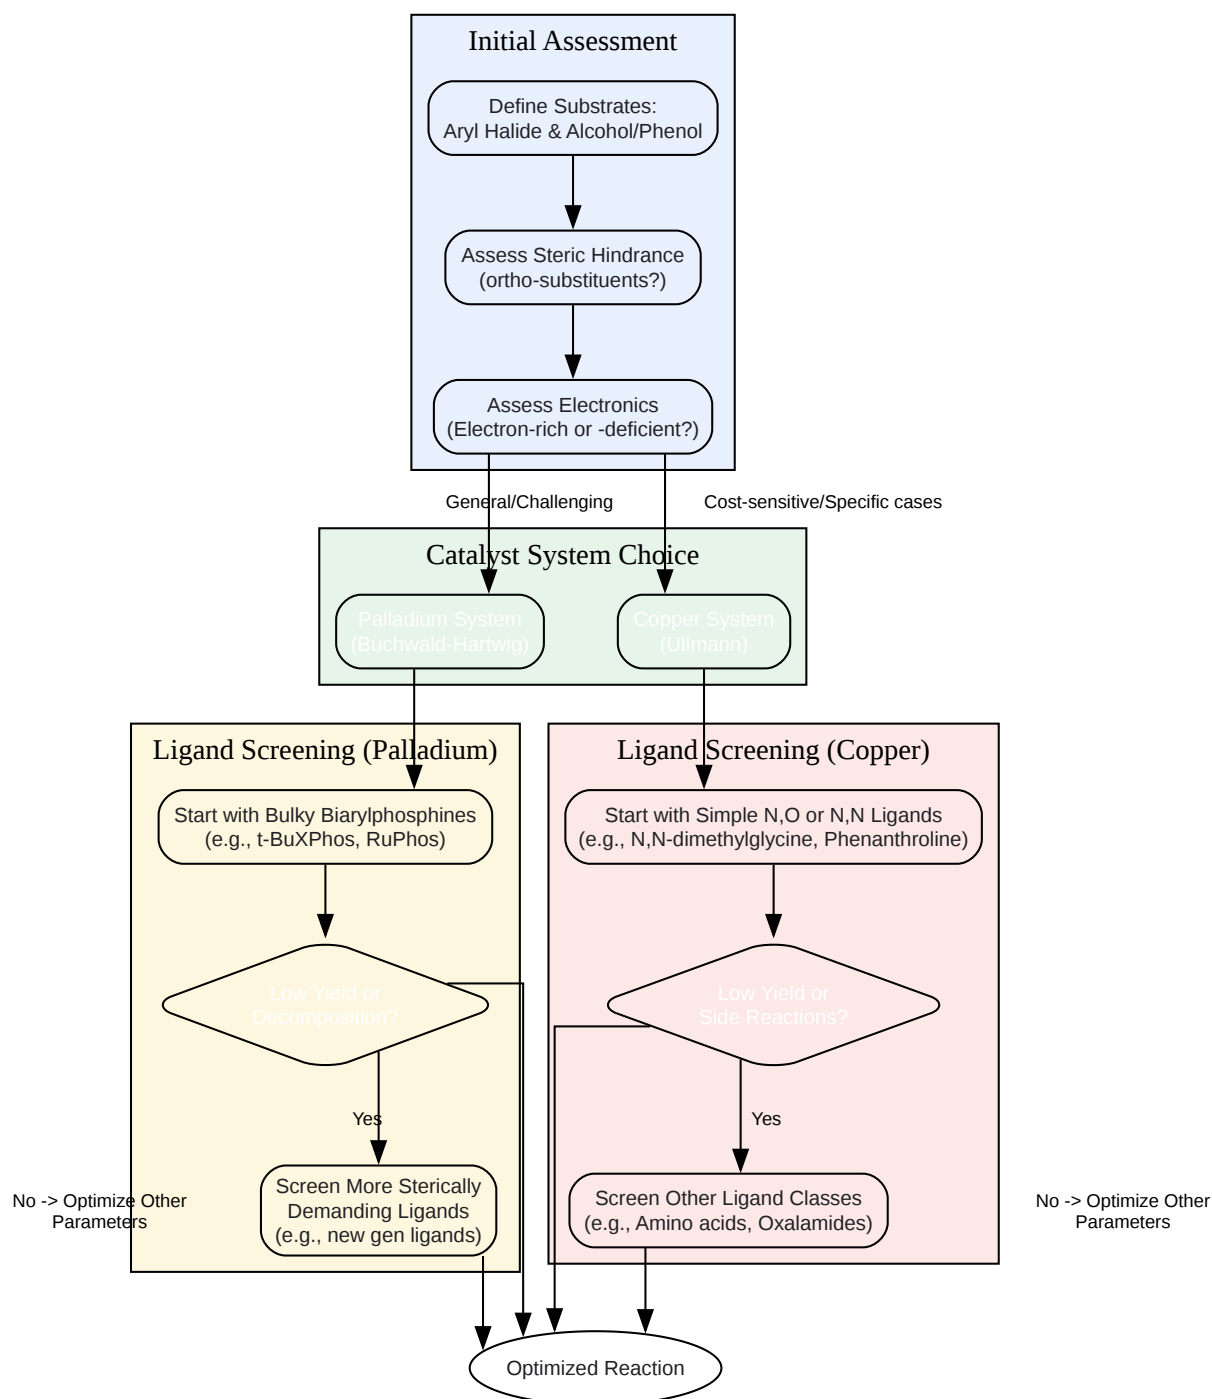 Initial Assessment
Define Substrates:
Aryl Halide & Alcohol/Phenol
Assess Steric Hindrance
(ortho-substituents?)
Assess Electronics
(Electron-rich or -deficient?)
General/Challenging
Cost-sensitive/Specific cases
Catalyst System Choice
Palladium System
(Buchwald-Hartwig)
Copper System
(Ullmann)
Ligand Screening (Palladium)
Start with Bulky Biarylphosphines
(e.g., t-BuXPhos, RuPhos)
Low Yield or
Decomposition?
Yes
Screen More Sterically
Demanding Ligands
(e.g., new gen ligands)
No -> Optimize Other
Parameters
Ligand Screening (Copper)
Start with Simple N,O or N,N Ligands
(e.g., N,N-dimethylglycine, Phenanthroline)
Low Yield or
Side Reactions?
Yes
Screen Other Ligand Classes
(e.g., Amino acids, Oxalamides)
No -> Optimize Other
Parameters
Optimized Reaction